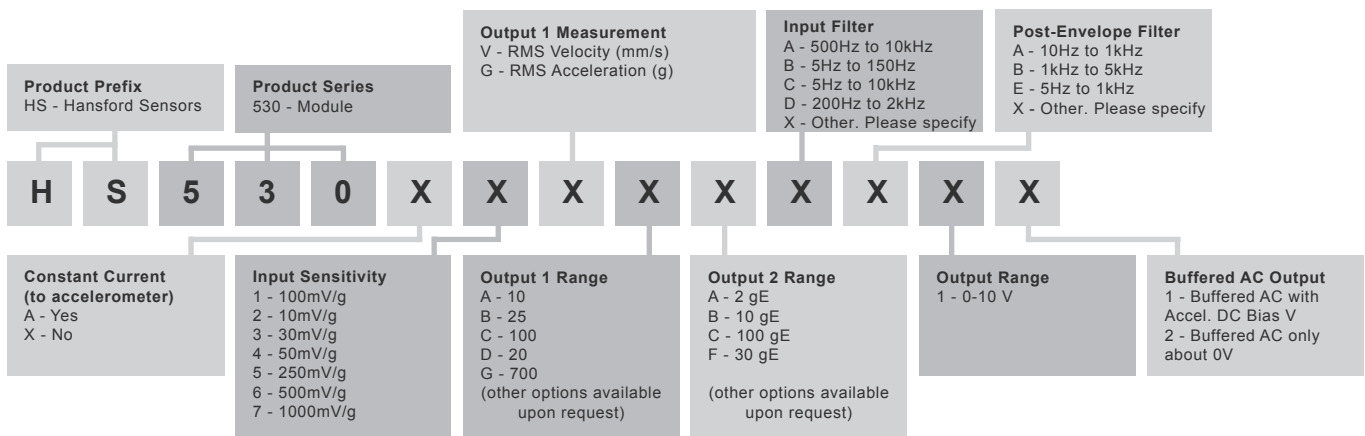 Output 1 Measurement
V - RMS Velocity (mm/s)
G - RMS Acceleration (g)
Input Filter
A - 500Hz to 10kHz
B - 5Hz to 150Hz
C - 5Hz to 10kHz
D - 200Hz to 2kHz
X - Other. Please specify
Post-Envelope Filter
A - 10Hz to 1kHz
B - 1kHz to 5kHz
E - 5Hz to 1kHz
X - Other. Please specify
Product Prefix
HS - Hansford Sensors
Product Series
530 - Module
H S 5 3 0 X X X X X X X X X
Constant Current
(to accelerometer)
A - Yes
X - No
Input Sensitivity
1 - 100mV/g
2 - 10mV/g
3 - 30mV/g
4 - 50mV/g
5 - 250mV/g
6 - 500mV/g
7 - 1000mV/g
Output 1 Range
A - 10
B - 25
C - 100
D - 20
G - 700
(other options available
upon request)
Output 2 Range
A - 2 gE
B - 10 gE
C - 100 gE
F - 30 gE
(other options available
upon request)
Output Range
1 - 0-10 V
Buffered AC Output
1 - Buffered AC with
Accel. DC Bias V
2 - Buffered AC only
about 0V